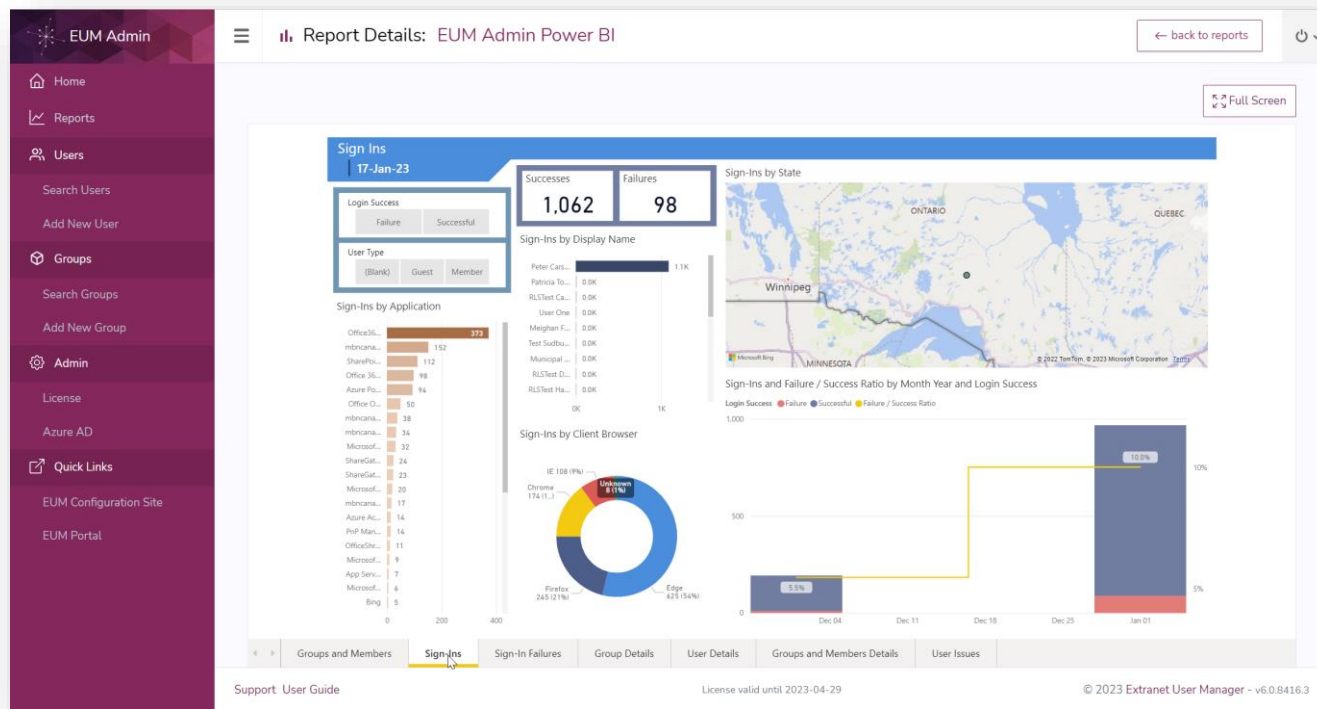 EUM Admin
Report Details: EUM Admin Power BI
← back to reports
Home
Reports
Users
Search Users
Add New User
Groups
Search Groups
Add New Group
Admin
License
Azure AD
Quick Links
EUM Configuration Site
EUM Portal
Full Screen
Sign Ins
17-Jan-23
Login Success
Failure Successful
User Type
(Blank) Guest Member
Successes
1,062
Failures
98
Sign-Ins by Application
Office36... 373
mbncana... 152
SharePoi... 112
Office 36... 98
Azure Po... 94
Office O... 50
mbncana... 38
mbncana... 34
Microsof... 32
ShareGat... 24
ShareGat... 23
Microsof... 20
mbncana... 17
Azure Ac... 14
PnP Man... 14
OfficeShr... 11
Microsof... 9
App Serv... 7
Microsof... 6
Bing 5
0 200 400
Sign-Ins by Display Name
Peter Cars... 1.1K
Patricia To... 0.0K
RLSTest Ca... 0.0K
User One 0.0K
Meighan F... 0.0K
Test Sudbu... 0.0K
Municipal ... 0.0K
RLSTest D... 0.0K
RLSTest Ha... 0.0K
0K 1K
Sign-Ins by Client Browser
IE 108 (9%)
Unknown
8 (1%)
Chrome
174 (1...)
Firefox
245 (21%)
Edge
625 (54%)
Sign-Ins by State
ONTARIO
QUEBEC
Winnipeg
MINNESOTA
Microsoft Bing
© 2022 TomTom, © 2023 Microsoft Corporation Terms
Sign-Ins and Failure / Success Ratio by Month Year and Login Success
Login Success Failure Successful Failure / Success Ratio
1,000
10.0%
10%
500
5.5%
5%
0
Dec 04 Dec 11 Dec 18 Dec 25 Jan 01
Groups and Members Sign-Ins Sign-In Failures Group Details User Details Groups and Members Details User Issues
Support User Guide
License valid until 2023-04-29
© 2023 Extranet User Manager - v6.0.8416.3